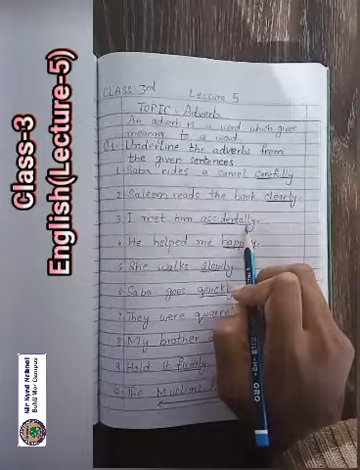 Class-3
English(Lecture-5)
CLASS: 3rd Lecture 5
TOPIC: Adverb
An adverb is a word which gives
meaning to a word
Q1: Underline the adverbs from
the given sentences
1. Saba rides a camel carefully
2. Saleem reads the book clearly
3. I meet him accidentally.
4. He helped me happ y.
5. She walks slowly
6. Saba goes quickly
7. They were
8. My brother
9. Hold it firmly
The Muslims